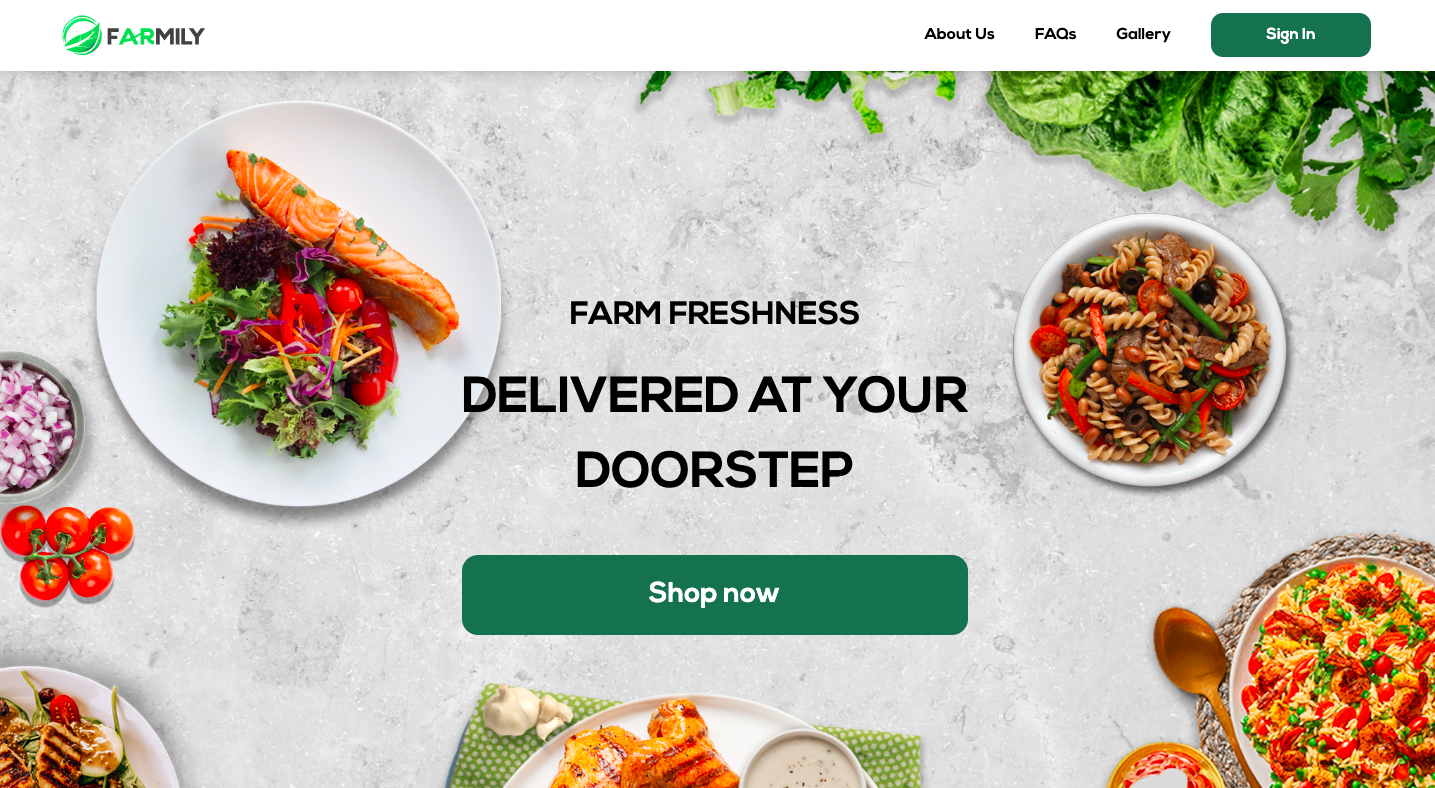 FARMILY
About Us
FAQs
Gallery
Sign In
FARM FRESHNESS
DELIVERED AT YOUR
DOORSTEP
Shop now